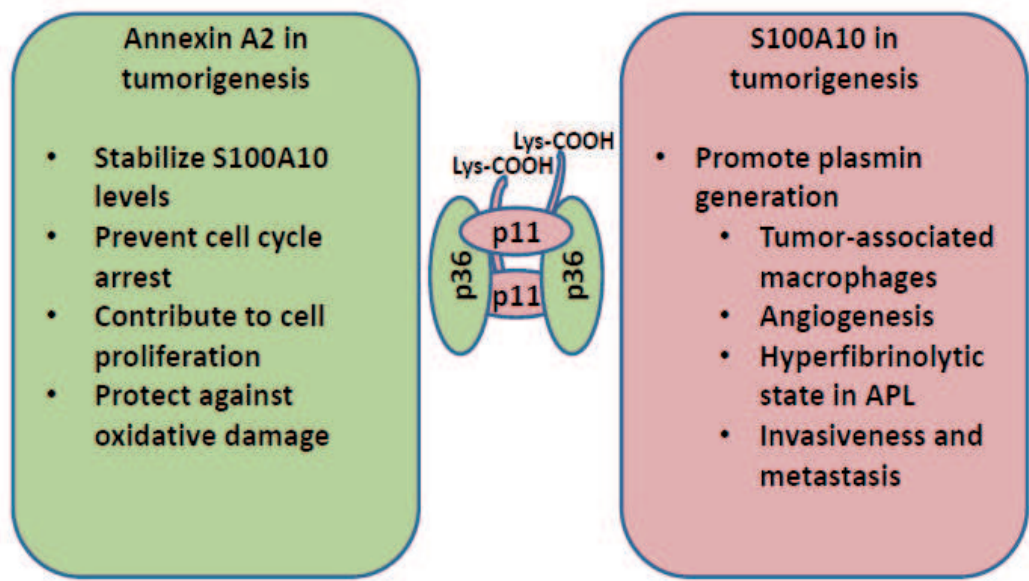 Annexin A2 in
tumorigenesis
• Stabilize S100A10
levels
• Prevent cell cycle
arrest
• Contribute to cell
proliferation
• Protect against
oxidative damage
Lys-COOH
Lys-COOH
p11
p36
p36
p11
S100A10 in
tumorigenesis
• Promote plasmin
generation
• Tumor-associated
macrophages
• Angiogenesis
• Hyperfibrinolytic
state in APL
• Invasiveness and
metastasis